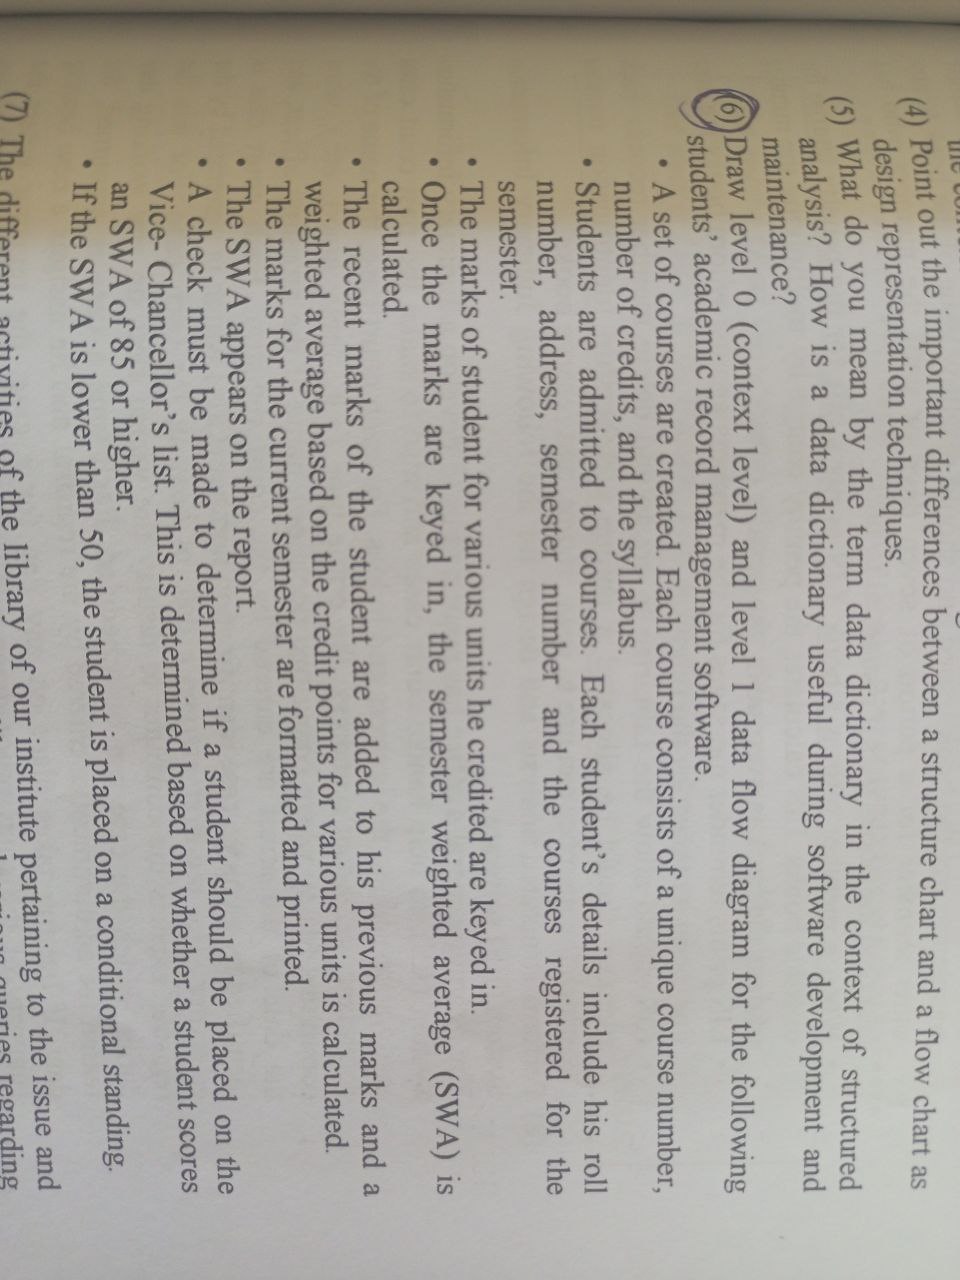 (4) Point out the important differences between a structure chart and a flow chart as
design representation techniques.
(5) What do you mean by the term data dictionary in the context of structured
analysis? How is a data dictionary useful during software development and
maintenance?
(6) Draw level 0 (context level) and level 1 data flow diagram for the following
students' academic record management software.
• A set of courses are created. Each course consists of a unique course number,
number of credits, and the syllabus.
• Students are admitted to courses. Each student's details include his roll
number, address, semester number and the courses registered for the
semester.
• The marks of student for various units he credited are keyed in.
• Once the marks are keyed in, the semester weighted average (SWA) is
calculated.
• The recent marks of the student are added to his previous marks and a
weighted average based on the credit points for various units is calculated.
• The marks for the current semester are formatted and printed.
• The SWA appears on the report.
• A check must be made to determine if a student should be placed on the
Vice- Chancellor's list. This is determined based on whether a student scores
an SWA of 85 or higher.
• If the SWA is lower than 50, the student is placed on a conditional standing.
(7) The different activities of the library of our institute pertaining to the issue and
queries regarding